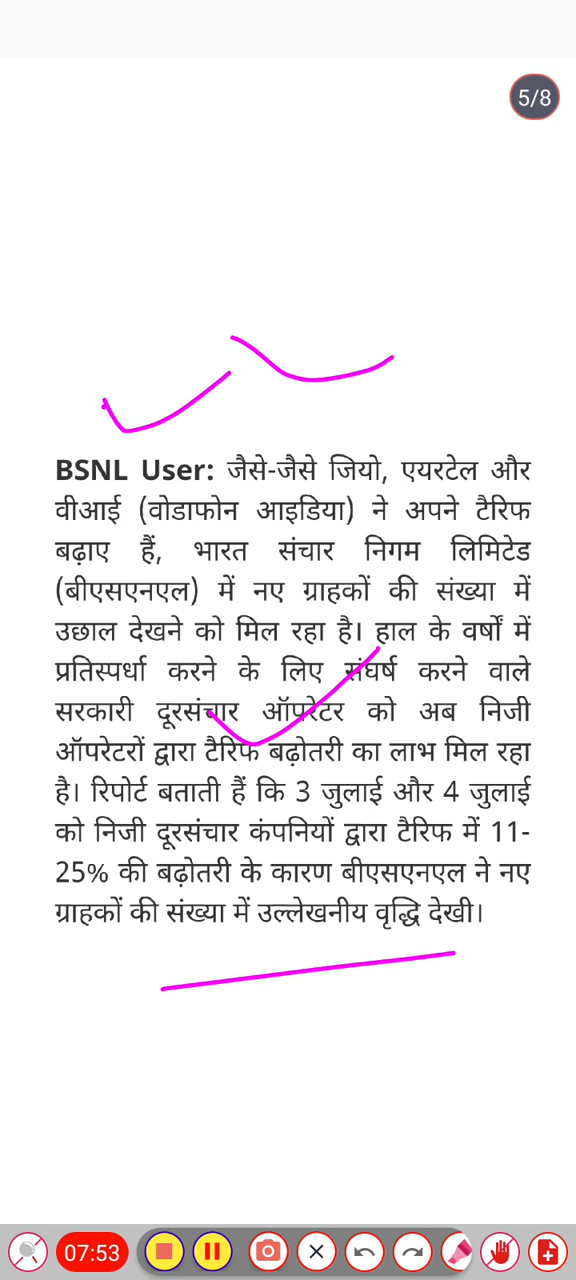 5/8
BSNL User: जैसे-जैसे जियो, एयरटेल और
वीआई (वोडाफोन आइडिया) ने अपने टैरिफ
बढ़ाए हैं, भारत संचार निगम लिमिटेड
(बीएसएनएल) में नए ग्राहकों की संख्या में
उछाल देखने को मिल रहा है। हाल के वर्षों में
प्रतिस्पर्धा करने के लिए संघर्ष करने वाले
सरकारी दूरसंचार ऑपरेटर को अब निजी
ऑपरेटरों द्वारा टैरिफ बढ़ोतरी का लाभ मिल रहा
है। रिपोर्ट बताती हैं कि 3 जुलाई और 4 जुलाई
को निजी दूरसंचार कंपनियों द्वारा टैरिफ में 11-
25% की बढ़ोतरी के कारण बीएसएनएल ने नए
ग्राहकों की संख्या में उल्लेखनीय वृद्धि देखी।
07:53